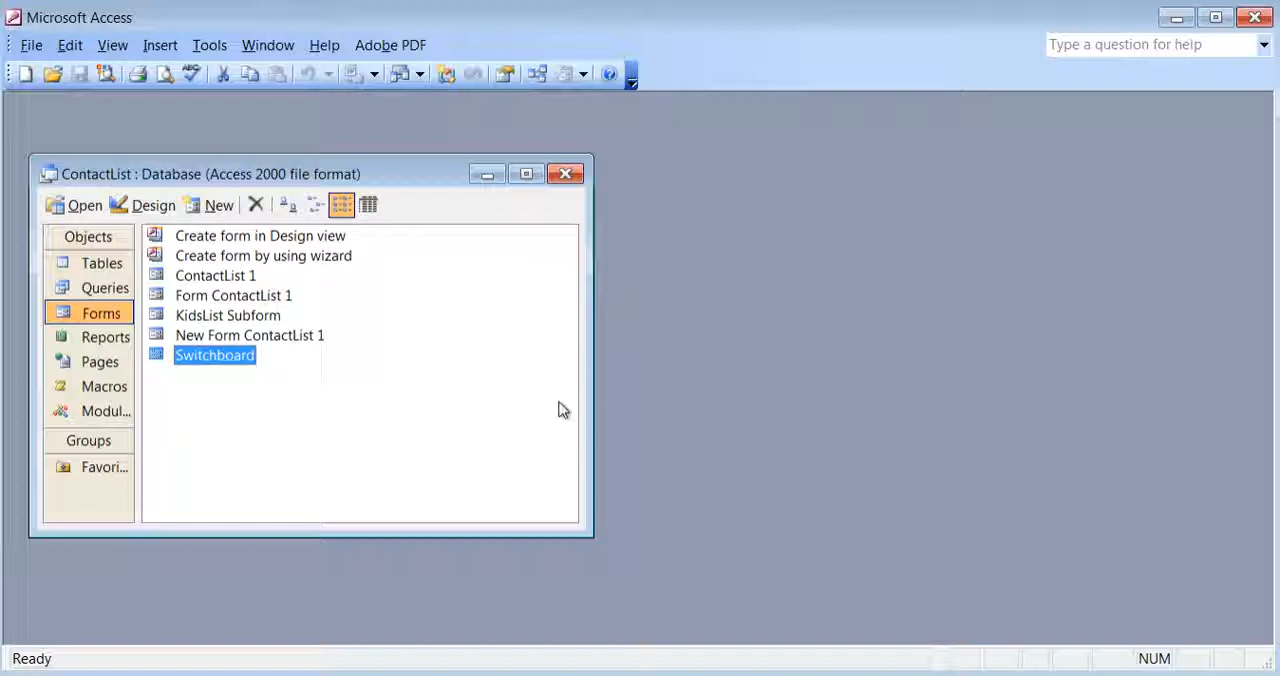 Microsoft Access
File Edit View Insert Tools Window Help Adobe PDF
Type a question for help
ContactList : Database (Access 2000 file format)
Open Design New
Objects
Tables
Queries
Forms
Reports
Pages
Macros
Modul...
Groups
Favori...
Create form in Design view
Create form by using wizard
ContactList 1
Form ContactList 1
KidsList Subform
New Form ContactList 1
Switchboard
Ready
NUM